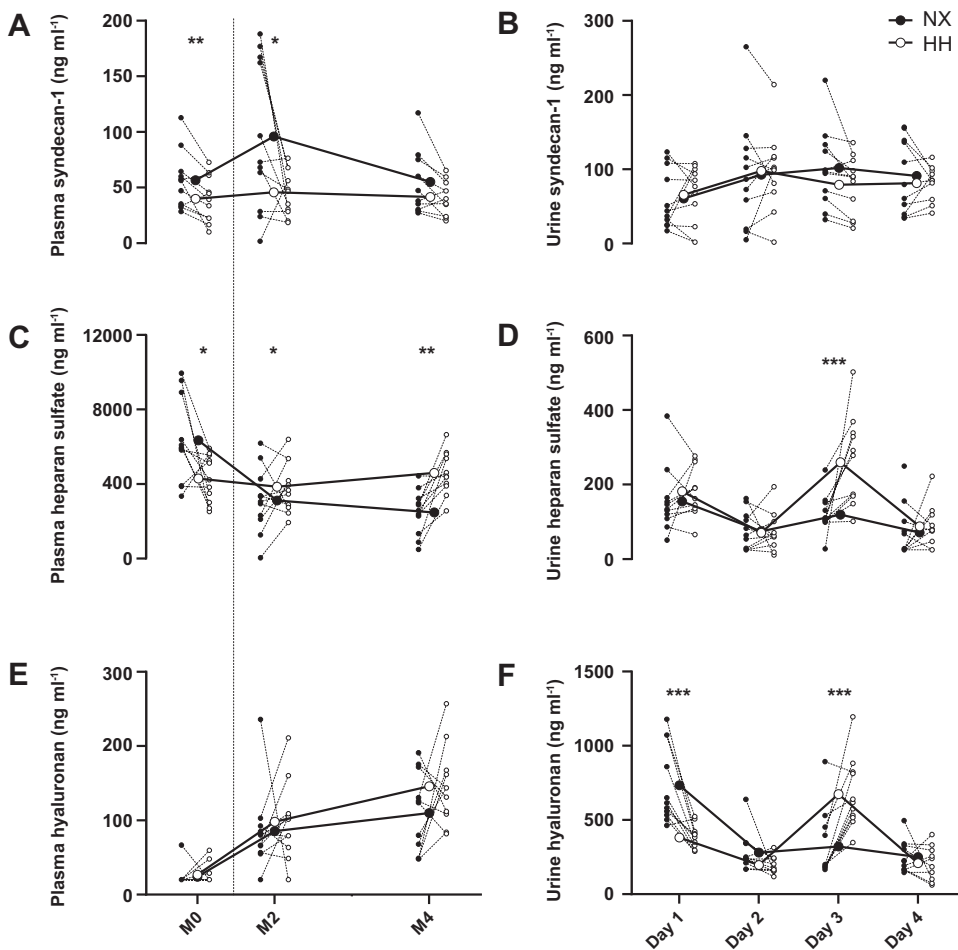 A
Plasma syndecan-1 (ng ml⁻¹)
200
150
100
50
0
**
*
B
Urine syndecan-1 (ng ml⁻¹)
300
200
100
0
NX
HH
C
Plasma heparan sulfate (ng ml⁻¹)
12000
8000
4000
0
*
*
**
D
Urine heparan sulfate (ng ml⁻¹)
600
400
200
0
***
E
Plasma hyaluronan (ng ml⁻¹)
300
200
100
0
M0
M2
M4
F
Urine hyaluronan (ng ml⁻¹)
1500
1000
500
0
***
***
Day 1
Day 2
Day 3
Day 4